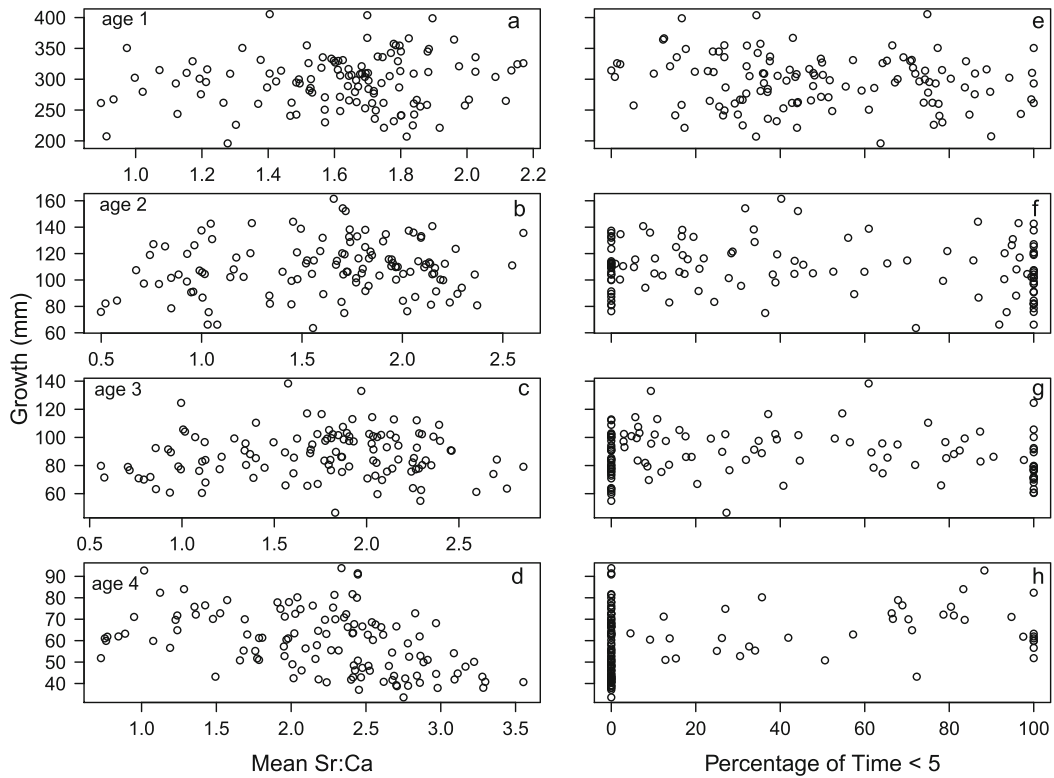 age 1
a
e
400
350
300
250
200
1.0 1.2 1.4 1.6 1.8 2.0 2.2
age 2
b
f
160
140
120
100
80
60
0.5 1.0 1.5 2.0 2.5
Growth (mm)
age 3
c
g
140
120
100
80
60
0.5 1.0 1.5 2.0 2.5
age 4
d
h
90
80
70
60
50
40
1.0 1.5 2.0 2.5 3.0 3.5
0 20 40 60 80 100
Mean Sr:Ca
Percentage of Time < 5